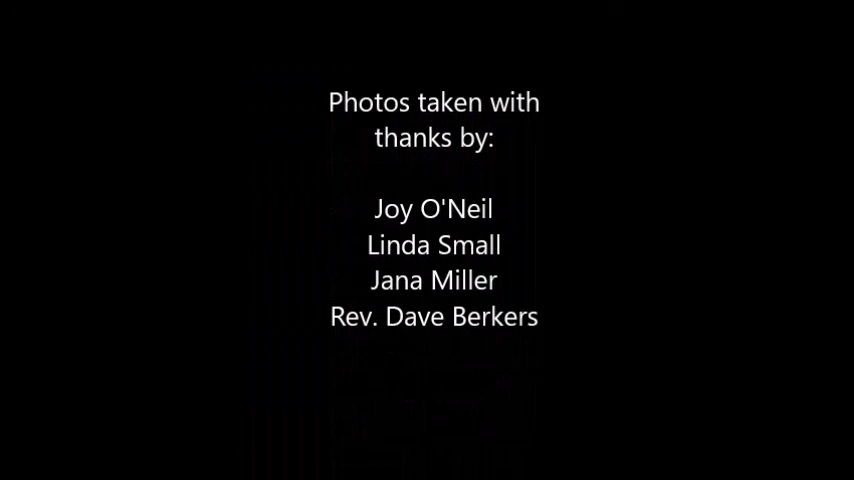 Photos taken with
thanks by:
Joy O'Neil
Linda Small
Jana Miller
Rev. Dave Berkers